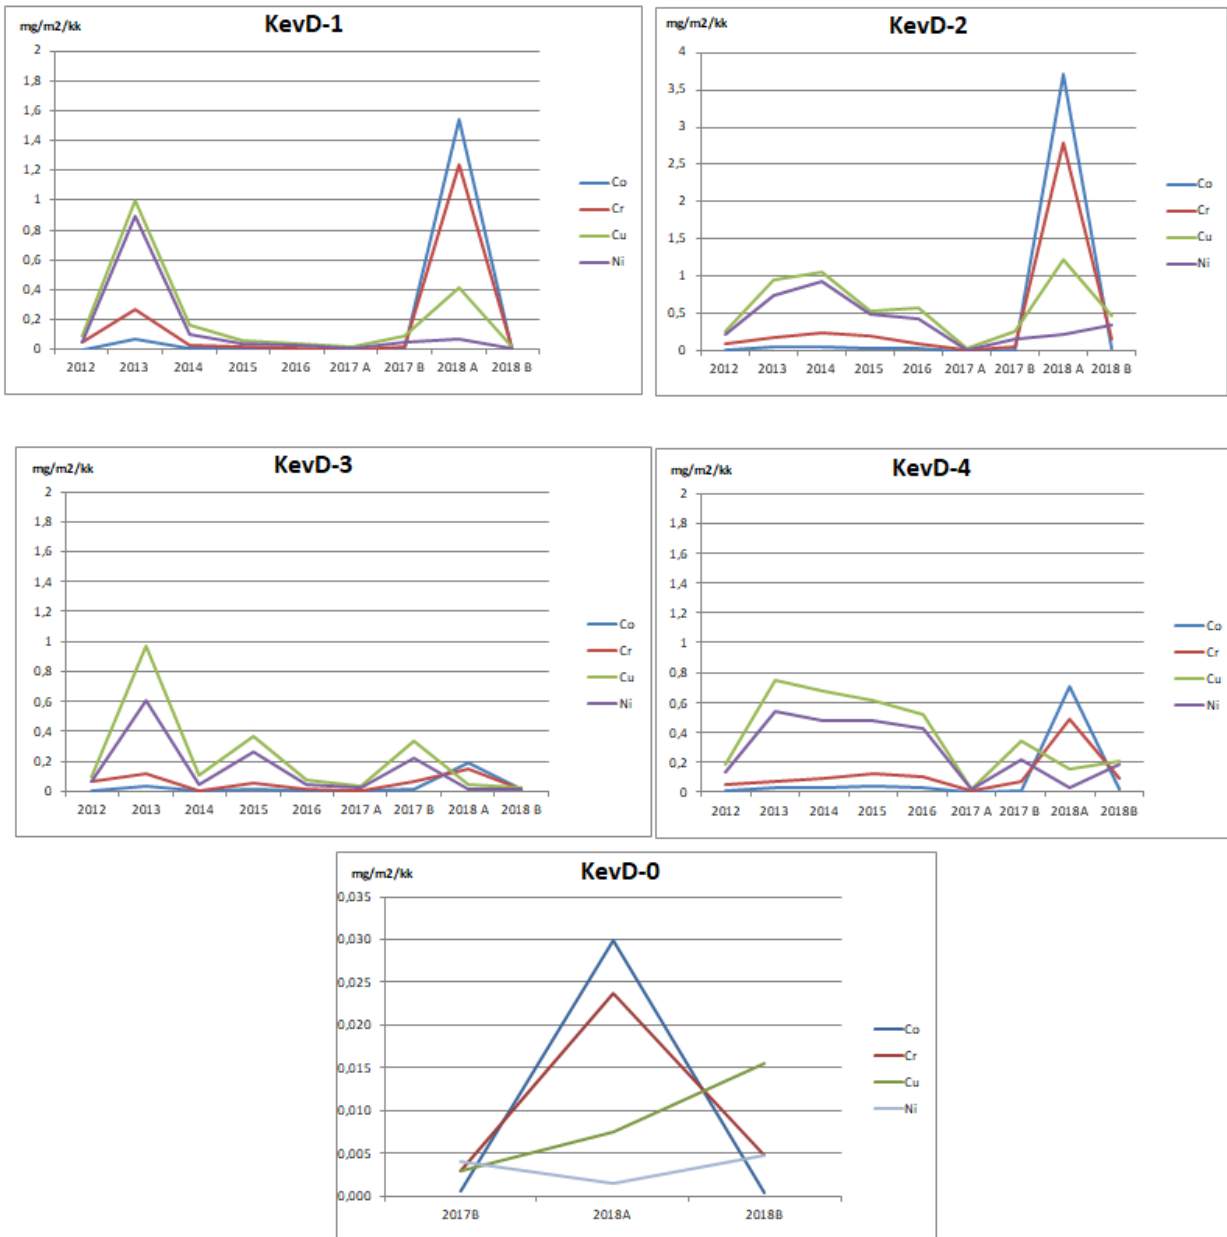 mg/m2/kk
KevD-1
2
1,8
1,6
1,4
1,2
1
0,8
0,6
0,4
0,2
0
2012 2013 2014 2015 2016 2017 A 2017 B 2018 A 2018 B
Co
Cr
Cu
Ni
mg/m2/kk
KevD-2
4
3,5
3
2,5
2
1,5
1
0,5
0
2012 2013 2014 2015 2016 2017 A 2017 B 2018 A 2018 B
Co
Cr
Cu
Ni
mg/m2/kk
KevD-3
2
1,8
1,6
1,4
1,2
1
0,8
0,6
0,4
0,2
0
2012 2013 2014 2015 2016 2017 A 2017 B 2018 A 2018 B
Co
Cr
Cu
Ni
mg/m2/kk
KevD-4
2
1,8
1,6
1,4
1,2
1
0,8
0,6
0,4
0,2
0
2012 2013 2014 2015 2016 2017 A 2017 B 2018A 2018B
Co
Cr
Cu
Ni
mg/m2/kk
KevD-0
0,035
0,030
0,025
0,020
0,015
0,010
0,005
0,000
2017B 2018A 2018B
Co
Cr
Cu
Ni